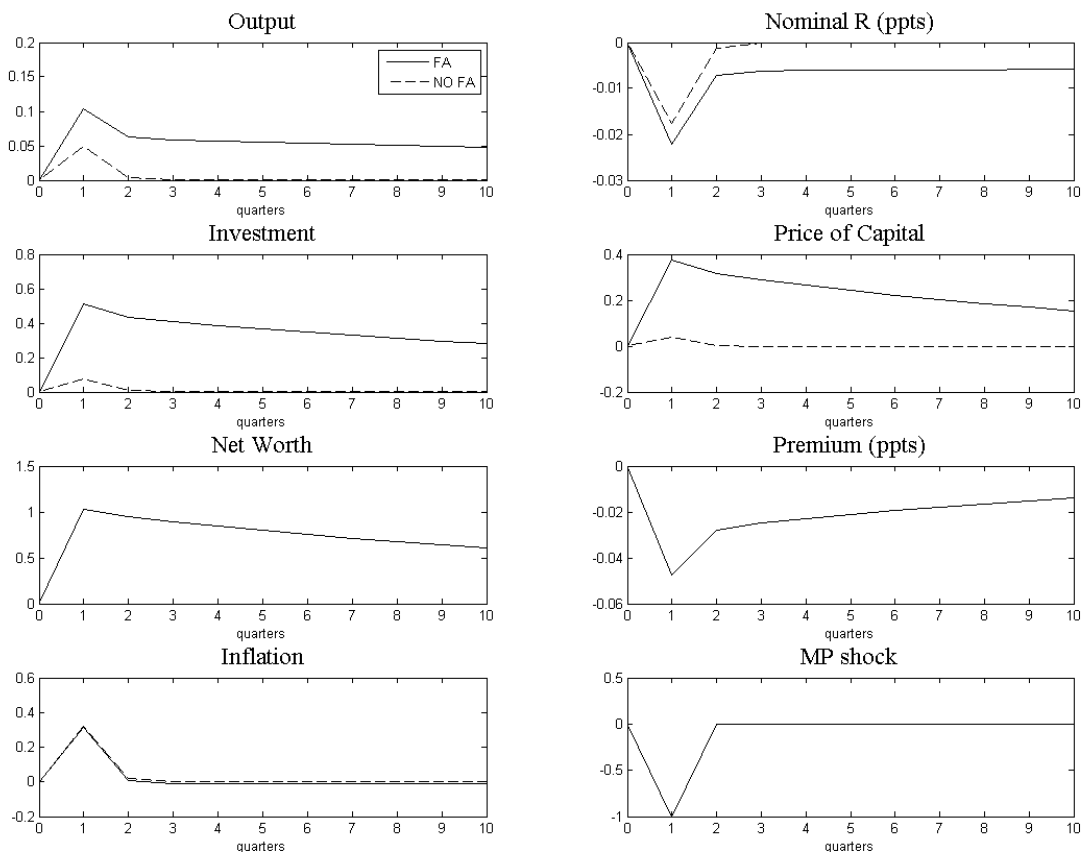 Output
0.2
0.15
0.1
0.05
0
FA
NO FA
0 1 2 3 4 5 6 7 8 9 10
quarters
Nominal R (ppts)
0
-0.01
-0.02
-0.03
0 1 2 3 4 5 6 7 8 9 10
quarters
Investment
0.8
0.6
0.4
0.2
0
0 1 2 3 4 5 6 7 8 9 10
quarters
Price of Capital
0.4
0.2
0
-0.2
0 1 2 3 4 5 6 7 8 9 10
quarters
Net Worth
1.5
1
0.5
0
0 1 2 3 4 5 6 7 8 9 10
quarters
Premium (ppts)
0
-0.02
-0.04
-0.06
0 1 2 3 4 5 6 7 8 9 10
quarters
Inflation
0.6
0.4
0.2
0
-0.2
0 1 2 3 4 5 6 7 8 9 10
quarters
MP shock
0.5
0
-0.5
-1
0 1 2 3 4 5 6 7 8 9 10
quarters